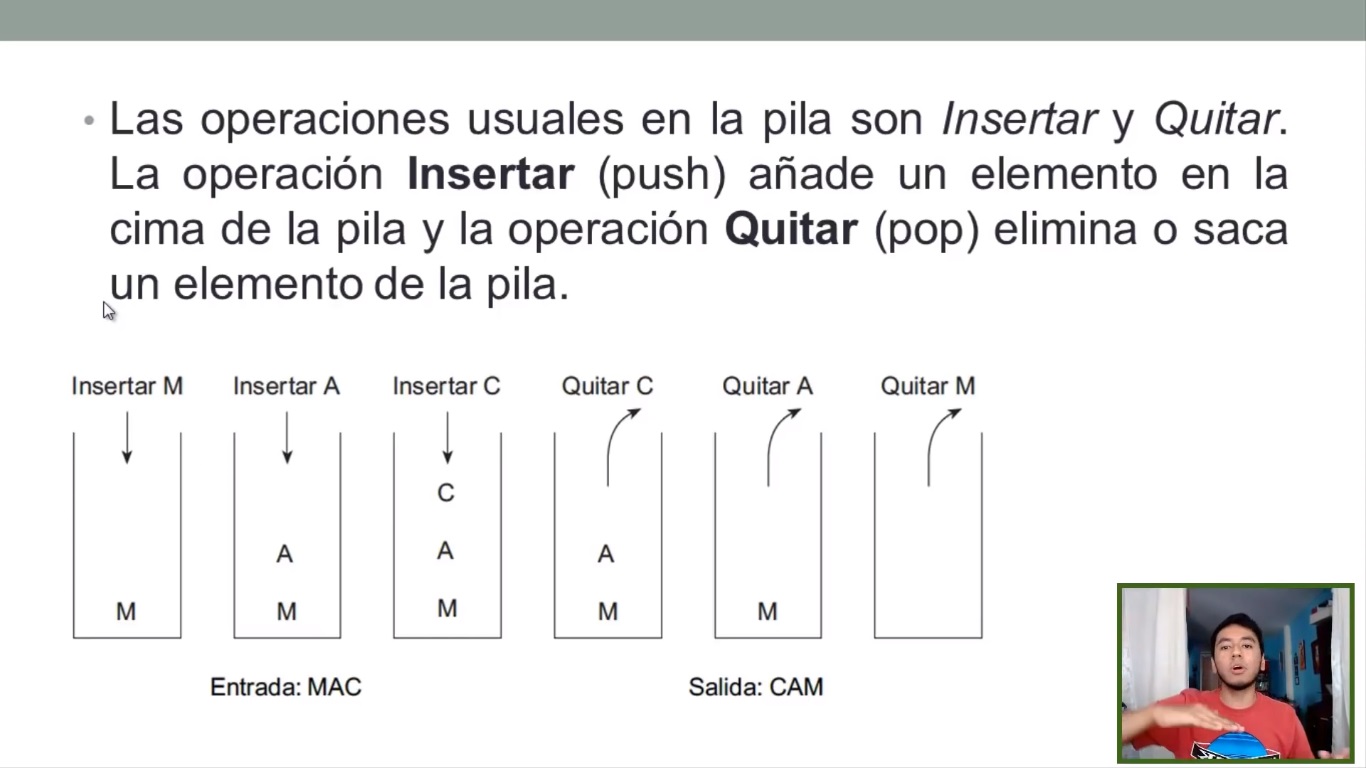 • Las operaciones usuales en la pila son Insertar y Quitar.
La operación Insertar (push) añade un elemento en la
cima de la pila y la operación Quitar (pop) elimina o saca
un elemento de la pila.
Insertar M Insertar A Insertar C Quitar C Quitar A Quitar M
C
A A A
M M M M M
Entrada: MAC Salida: CAM